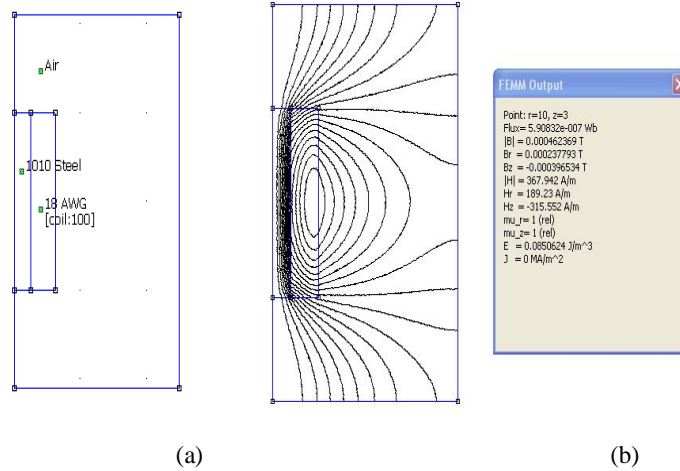 Air
1010 Steel
18 AWG
[coil:100]
FEMM Output
Point: r=10, z=3
Flux= 5.90832e-007 Wb
|B| = 0.000462369 T
Br = 0.000237793 T
Bz = -0.000396534 T
|H| = 367.942 A/m
Hr = 189.23 A/m
Hz = -315.552 A/m
mu_r= 1 (rel)
mu_z= 1 (rel)
E = 0.0850624 J/m^3
J = 0 MA/m^2
(a)
(b)